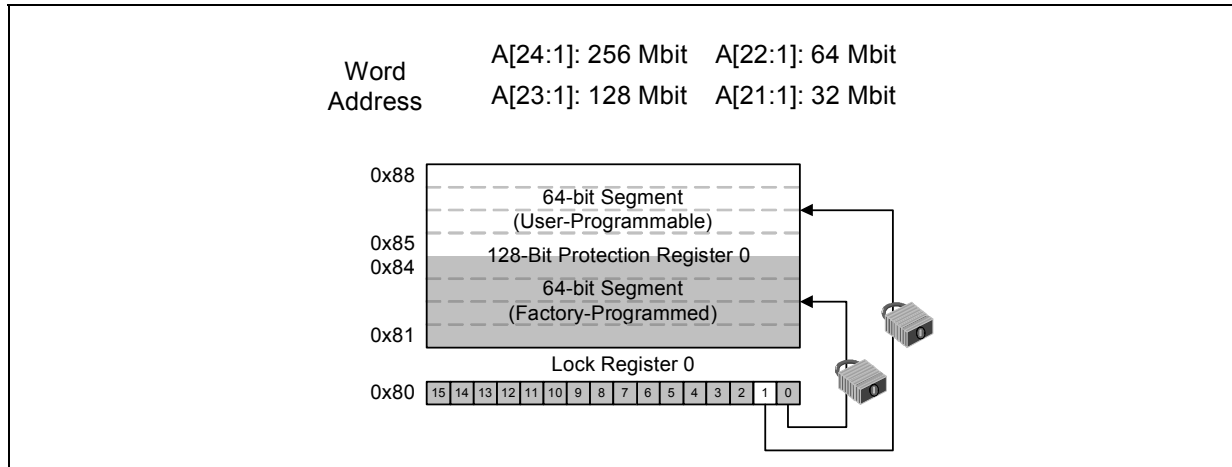 Word
Address
A[24:1]: 256 Mbit A[22:1]: 64 Mbit
A[23:1]: 128 Mbit A[21:1]: 32 Mbit
0x88
64-bit Segment
(User-Programmable)
0x85
128-Bit Protection Register 0
0x84
64-bit Segment
(Factory-Programmed)
0x81
Lock Register 0
0x80 15 14 13 12 11 10 9 8 7 6 5 4 3 2 1 0